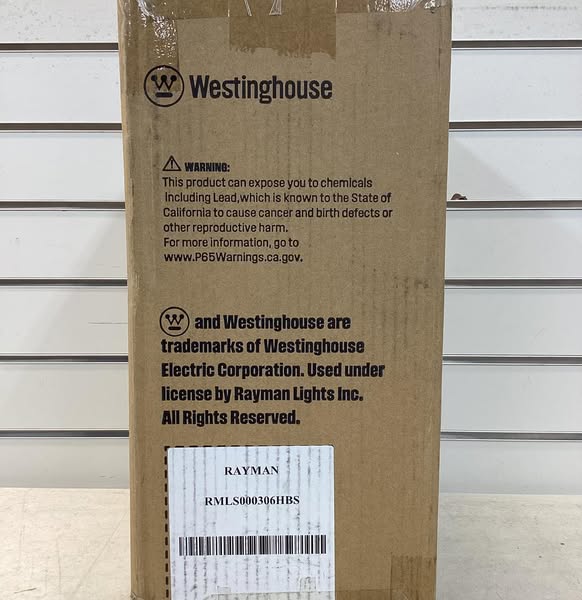 Westinghouse
WARNING:
This product can expose you to chemicals
including Lead,which is known to the State of
California to cause cancer and birth defects or
other reproductive harm.
For more information, go to
www.P65Warnings.ca.gov.
and Westinghouse are
trademarks of Westinghouse
Electric Corporation. Used under
license by Rayman Lights Inc.
All Rights Reserved.
RAYMAN
RMLS000306HBS